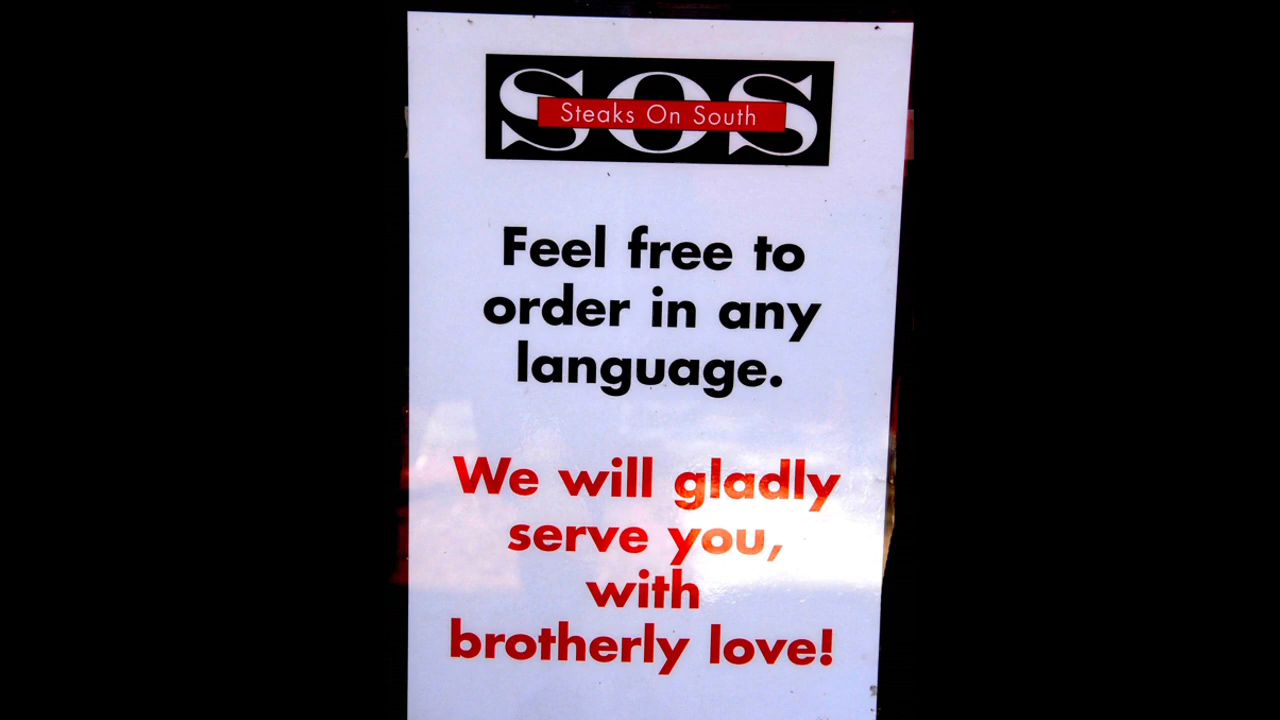 SOS
Steaks On South
Feel free to
order in any
language.
We will gladly
serve you,
with
brotherly love!